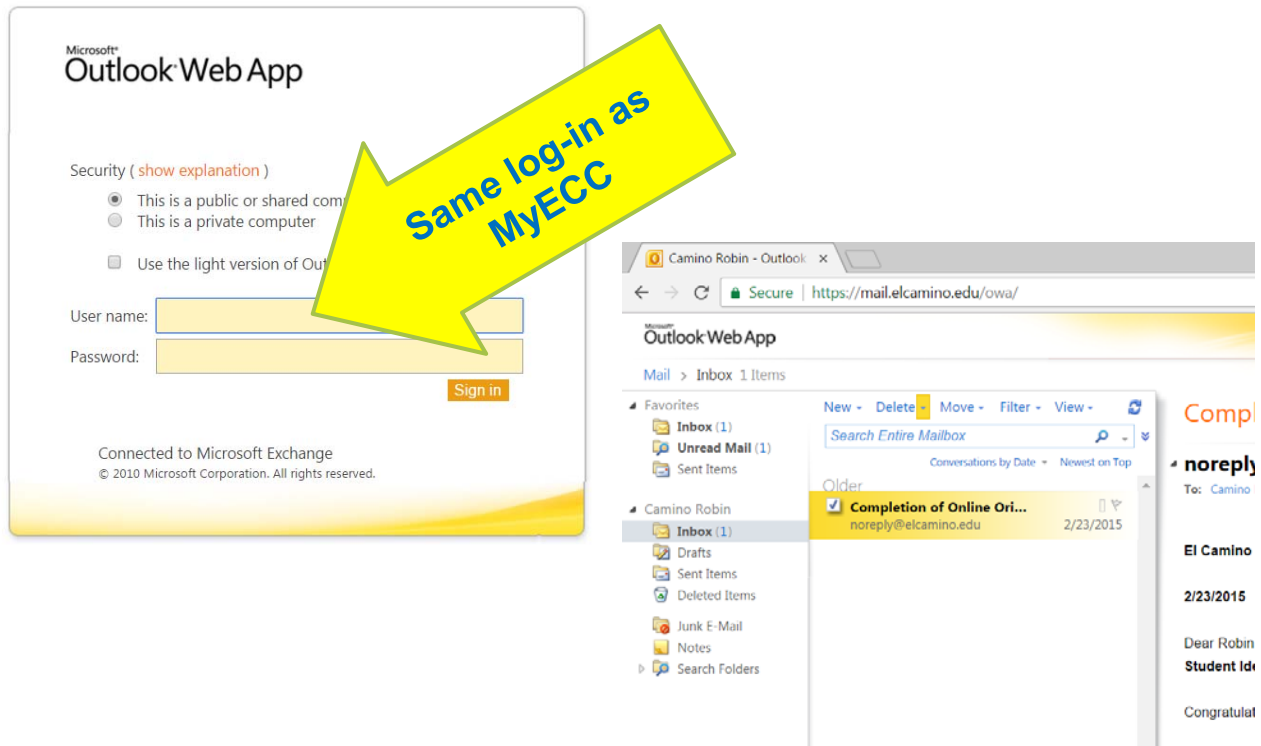 Microsoft®
Outlook Web App
Security ( show explanation )
This is a public or shared com
This is a private computer
Use the light version of Out
User name:
Password:
Sign in
Connected to Microsoft Exchange
© 2010 Microsoft Corporation. All rights reserved.
Same log-in as
MyECC
Camino Robin - Outlook
Secure | https://mail.elcamino.edu/owa/
Microsoft®
Outlook Web App
Mail > Inbox 1 Items
Favorites
Inbox (1)
Unread Mail (1)
Sent Items
Camino Robin
Inbox (1)
Drafts
Sent Items
Deleted Items
Junk E-Mail
Notes
Search Folders
New Delete Move Filter View
Search Entire Mailbox
Conversations by Date Newest on Top
Older
Completion of Online Ori...
noreply@elcamino.edu 2/23/2015
Compl
noreply
To: Camino
El Camino
2/23/2015
Dear Robin
Student Ide
Congratulat